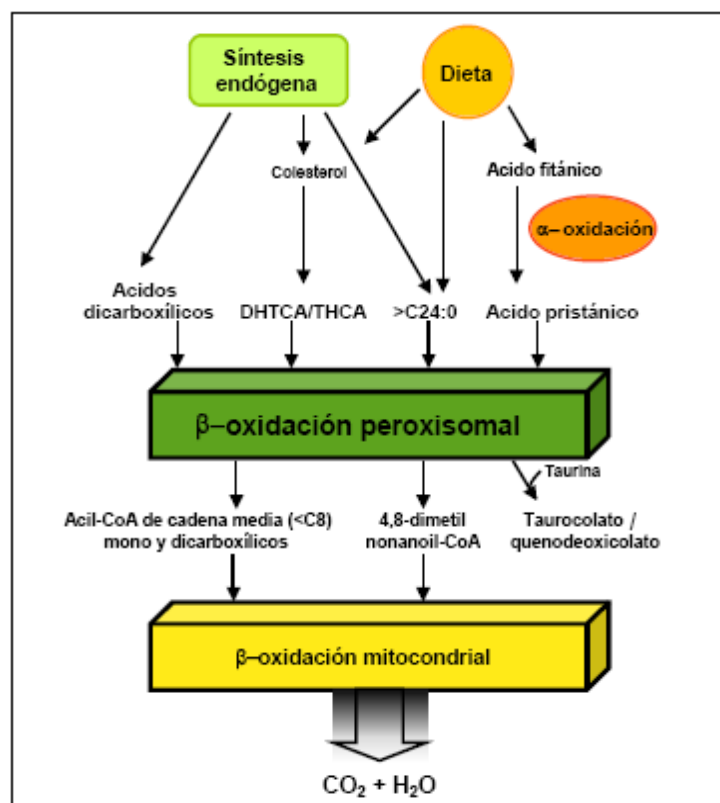 Síntesis
endógena
Dieta
Colesterol
Acido fitánico
α– oxidación
Acidos
dicarboxílicos
DHTCA/THCA
>C24:0
Acido pristánico
β–oxidación peroxisomal
Taurina
Acil-CoA de cadena media (<C8)
mono y dicarboxílicos
4,8-dimetil
nonanoil-CoA
Taurocolato /
quenodeoxicolato
β–oxidación mitocondrial
CO₂ + H₂O